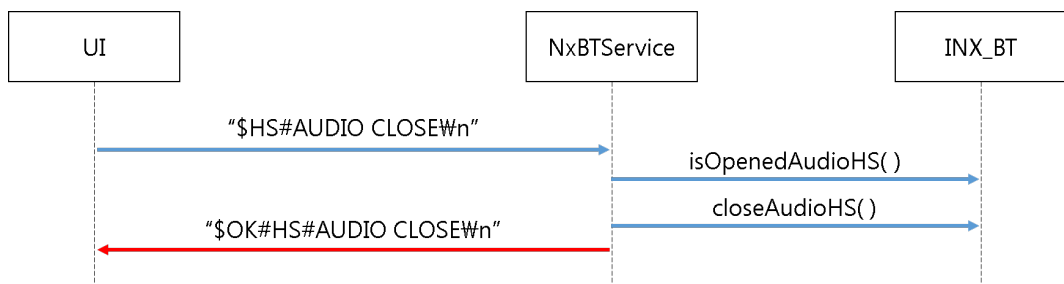 UI
NxBTService
INX_BT
“$HS#AUDIO CLOSE₩n”
isOpenedAudioHS( )
closeAudioHS( )
“$OK#HS#AUDIO CLOSE₩n”